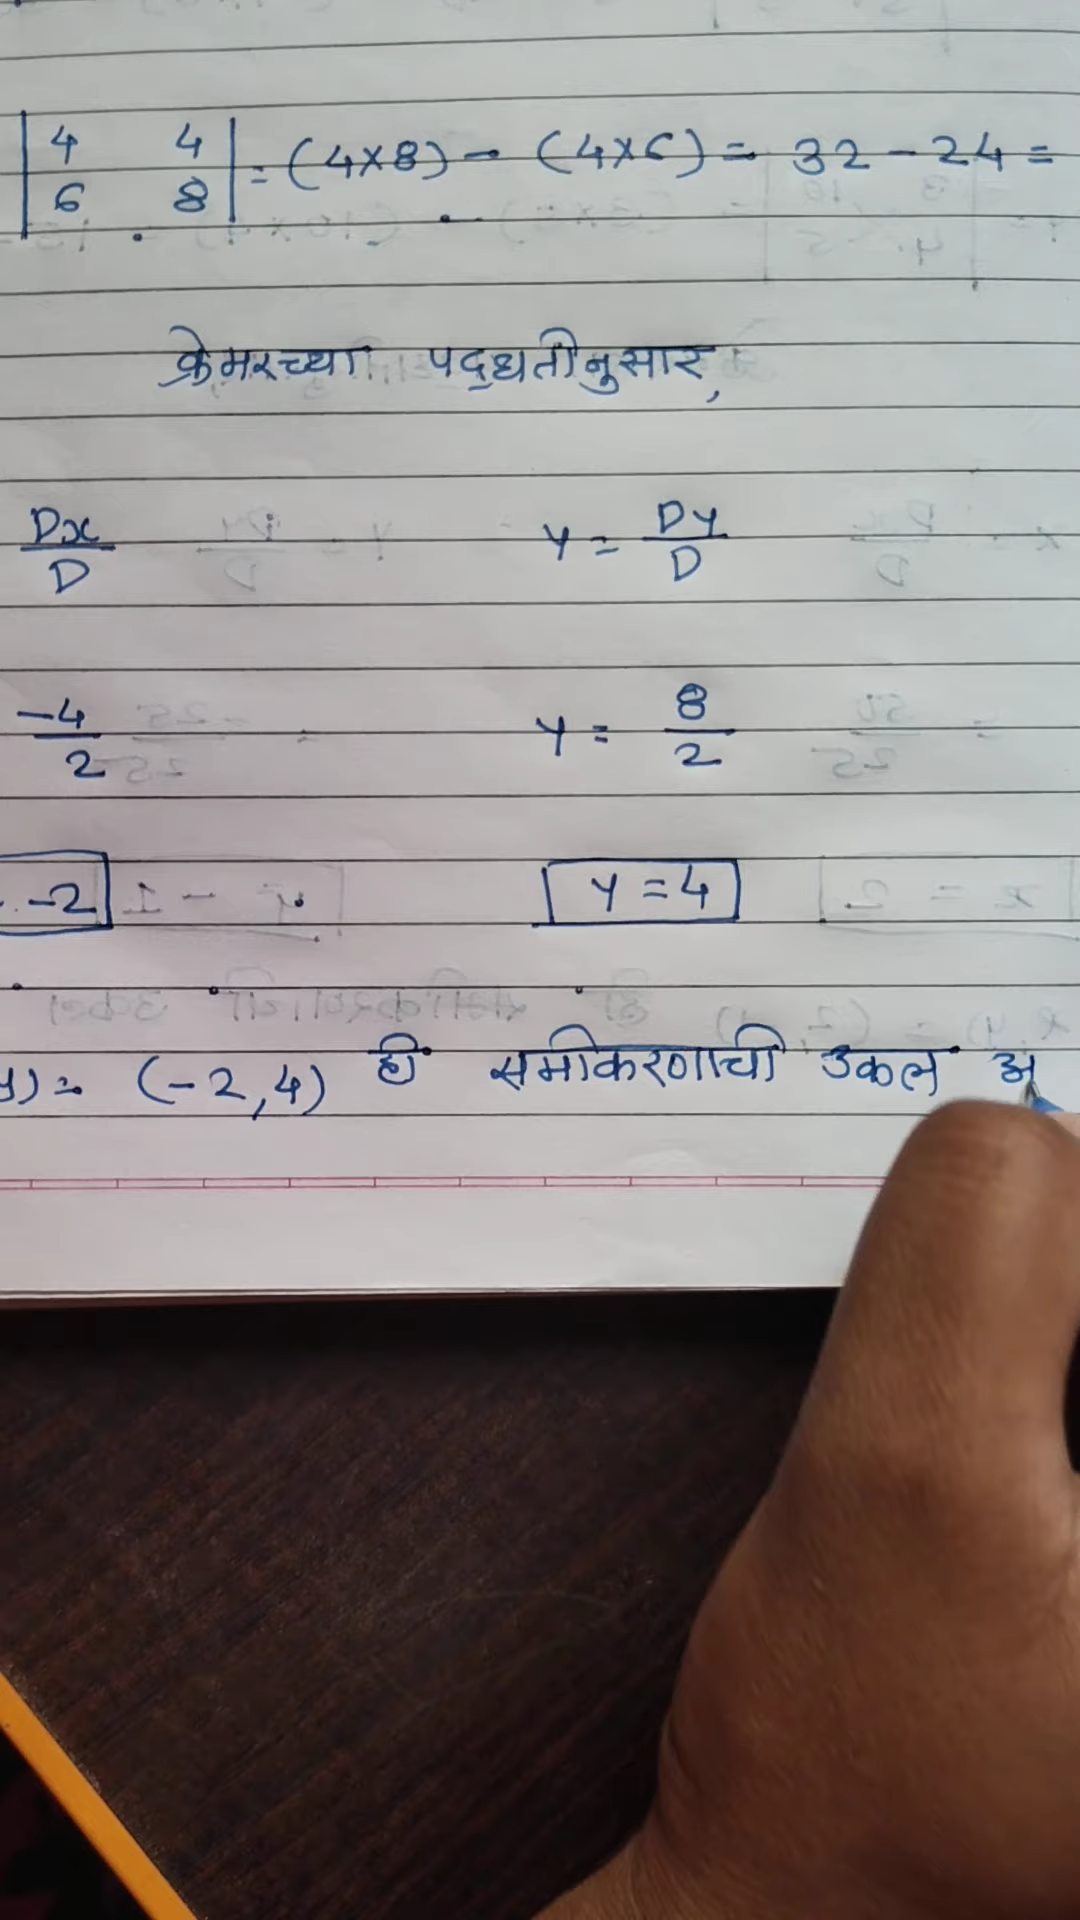 | 4 4 | = (4×8) - (4×6) = 32 - 24 =
| 6 8 |
क्रेमरच्या पद्धतीनुसार,
Dx/D y = Dy/D
-4/2 y = 8/2
-2 y = 4
y) = (-2,4) ही समीकरणाची उकल अ